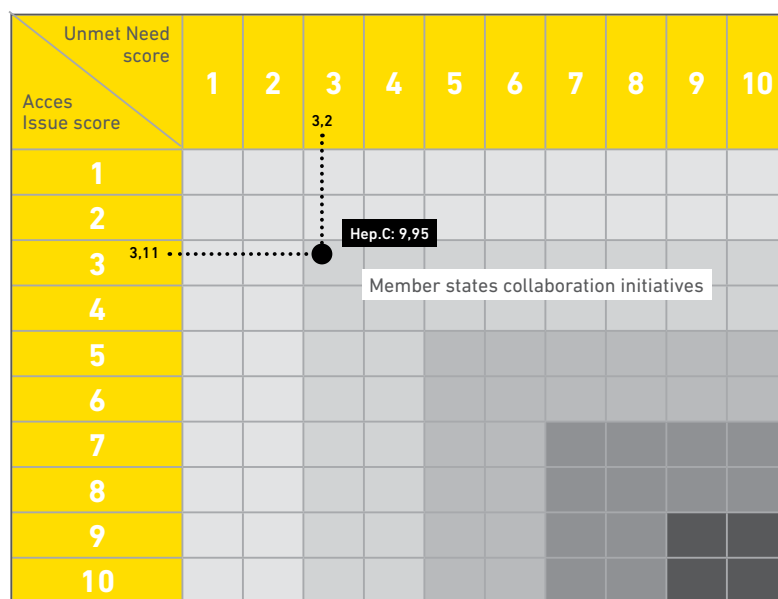 Unmet Need
score
Acces
Issue score
1 2 3 4 5 6 7 8 9 10
3,2
1
2
Hep.C: 9,95
3,11
3
Member states collaboration initiatives
4
5
6
7
8
9
10